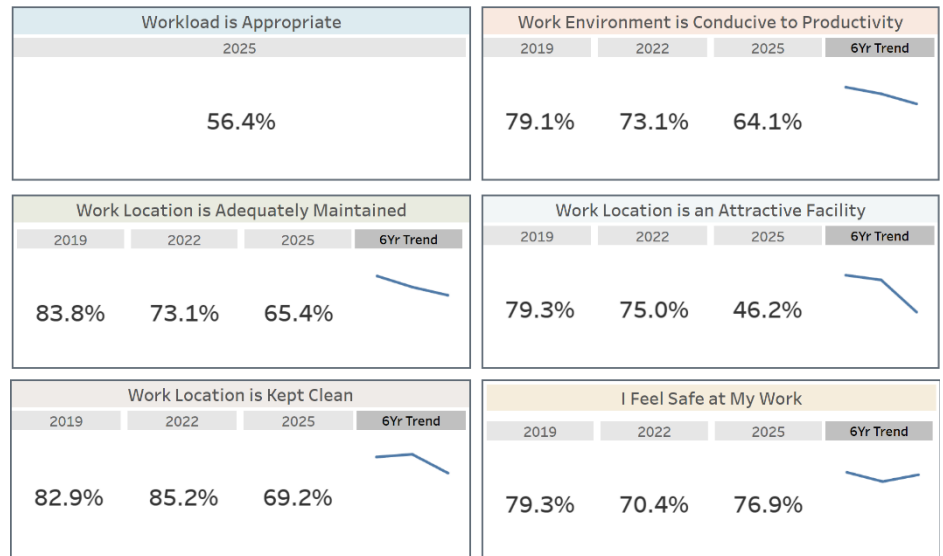 Workload is Appropriate
2025
56.4%
Work Environment is Conducive to Productivity
2019 2022 2025 6Yr Trend
79.1% 73.1% 64.1%
Work Location is Adequately Maintained
2019 2022 2025 6Yr Trend
83.8% 73.1% 65.4%
Work Location is an Attractive Facility
2019 2022 2025 6Yr Trend
79.3% 75.0% 46.2%
Work Location is Kept Clean
2019 2022 2025 6Yr Trend
82.9% 85.2% 69.2%
I Feel Safe at My Work
2019 2022 2025 6Yr Trend
79.3% 70.4% 76.9%